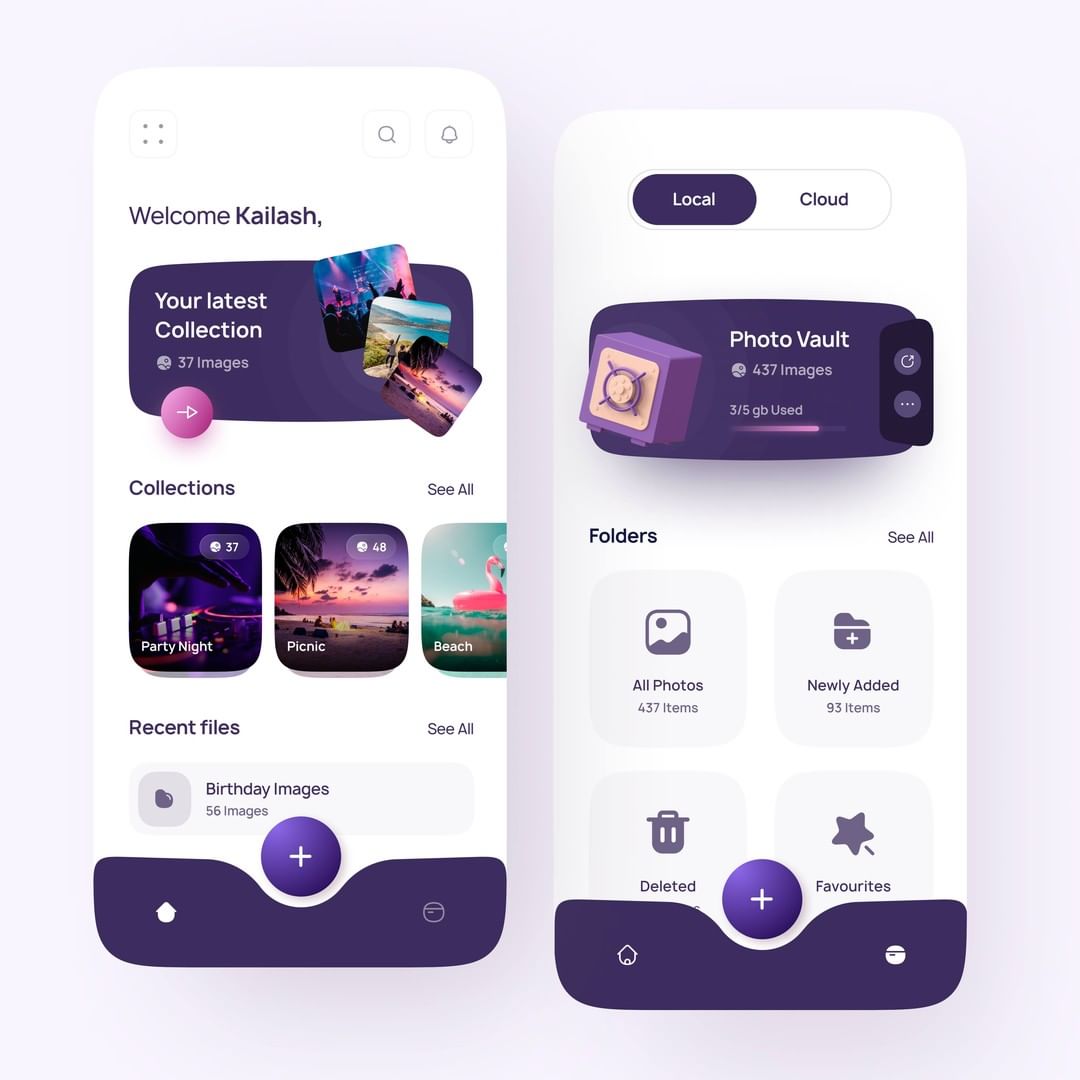 Welcome Kailash,
Your latest
Collection
37 Images
Collections
See All
37
48
Party Night
Picnic
Beach
Recent files
See All
Birthday Images
56 Images
Local
Cloud
Photo Vault
437 Images
3/5 gb Used
Folders
See All
All Photos
437 Items
Newly Added
93 Items
Deleted
Favourites